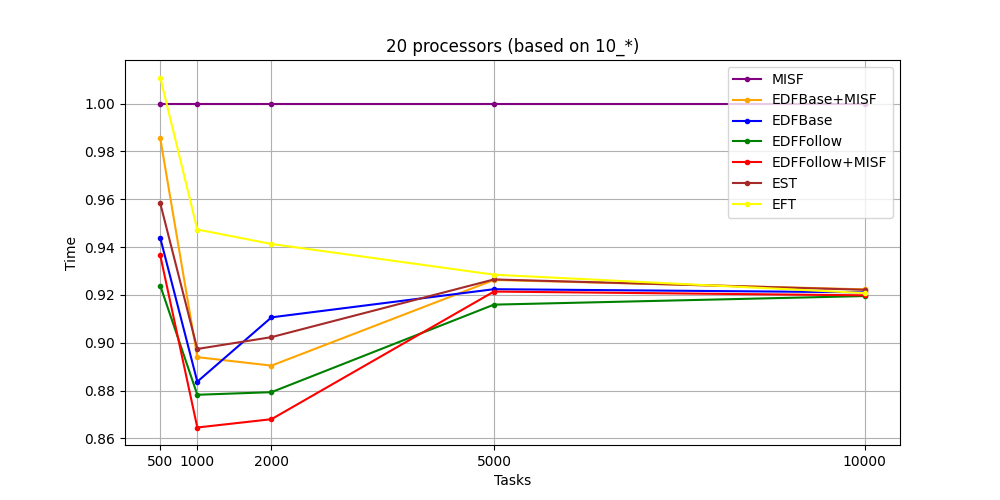 20 processors (based on 10_*)
Time
1.00
0.98
0.96
0.94
0.92
0.90
0.88
0.86
MISF
EDFBase+MISF
EDFBase
EDFFollow
EDFFollow+MISF
EST
EFT
500 1000 2000 5000 10000
Tasks